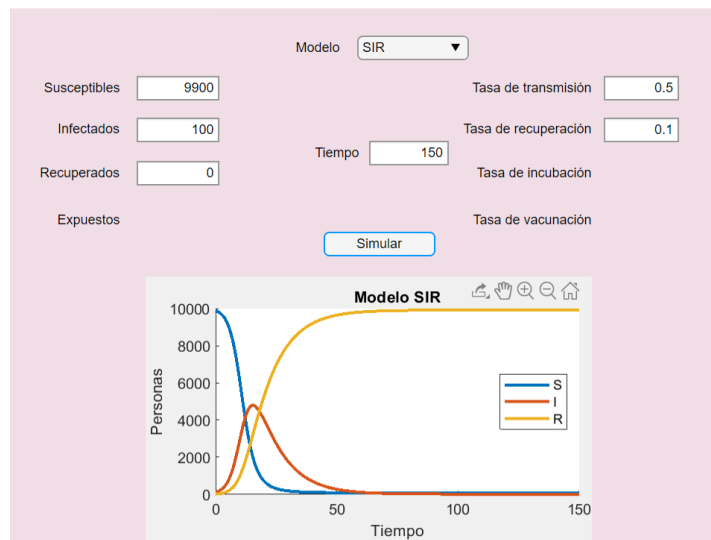 Modelo SIR
Susceptibles 9900
Tasa de transmisión 0.5
Infectados 100
Tasa de recuperación 0.1
Tiempo 150
Recuperados 0
Tasa de incubación
Expuestos
Tasa de vacunación
Simular
Modelo SIR
10000
8000
6000
4000
2000
0
Personas
S
I
R
0 50 100 150
Tiempo